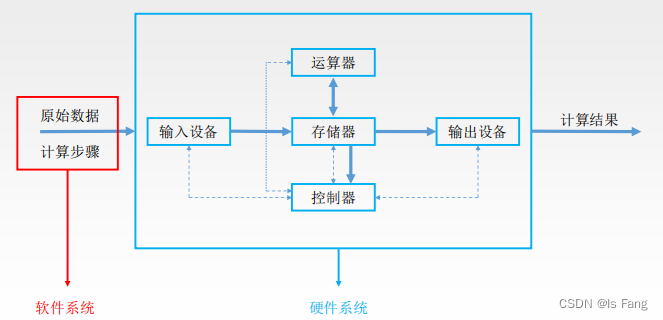 运算器
原始数据
计算步骤
输入设备
存储器
输出设备
计算结果
控制器
软件系统
硬件系统
CSDN @Is Fang